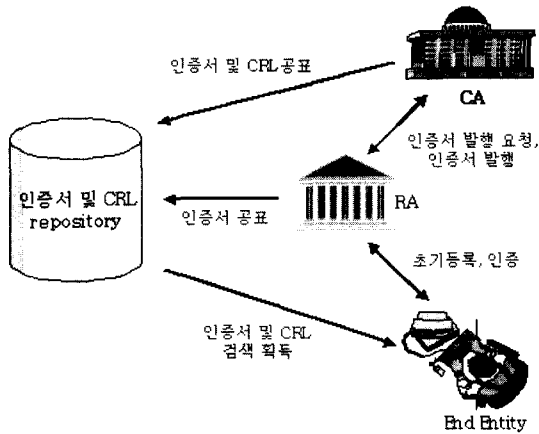 인증서 및 CRL공표
CA
인증서 발행 요청,
인증서 발행
인증서 및 CRL
repository
인증서 공표
RA
초기등록, 인증
인증서 및 CRL
검색 획득
End Entity